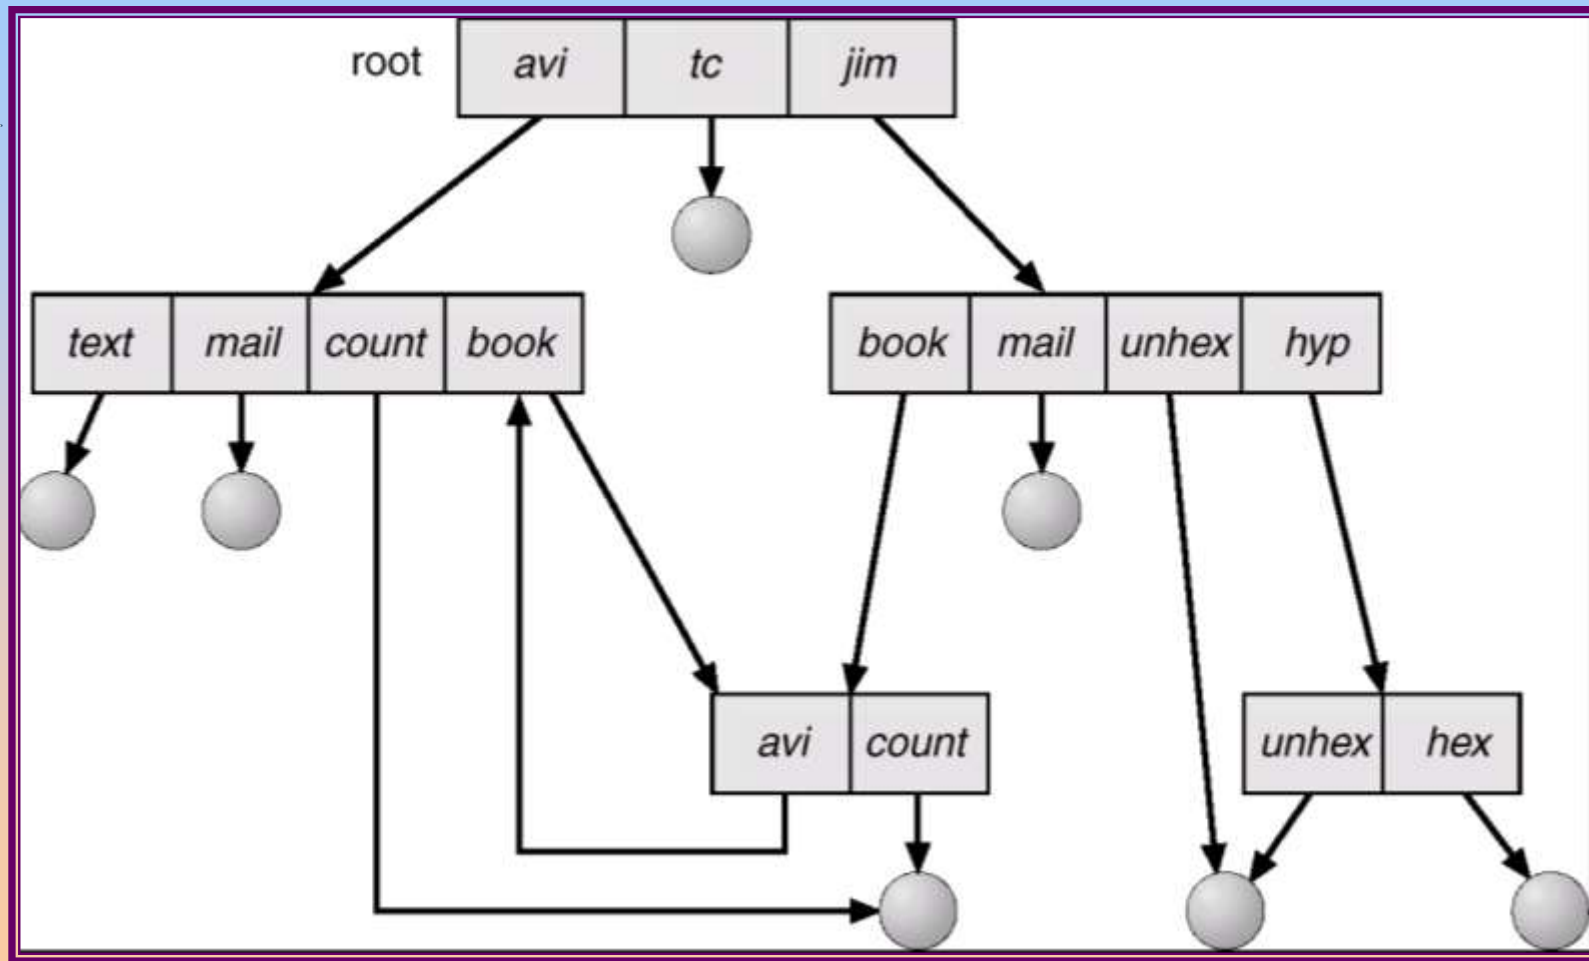 root avi tc jim
text mail count book book mail unhex hyp
avi count unhex hex